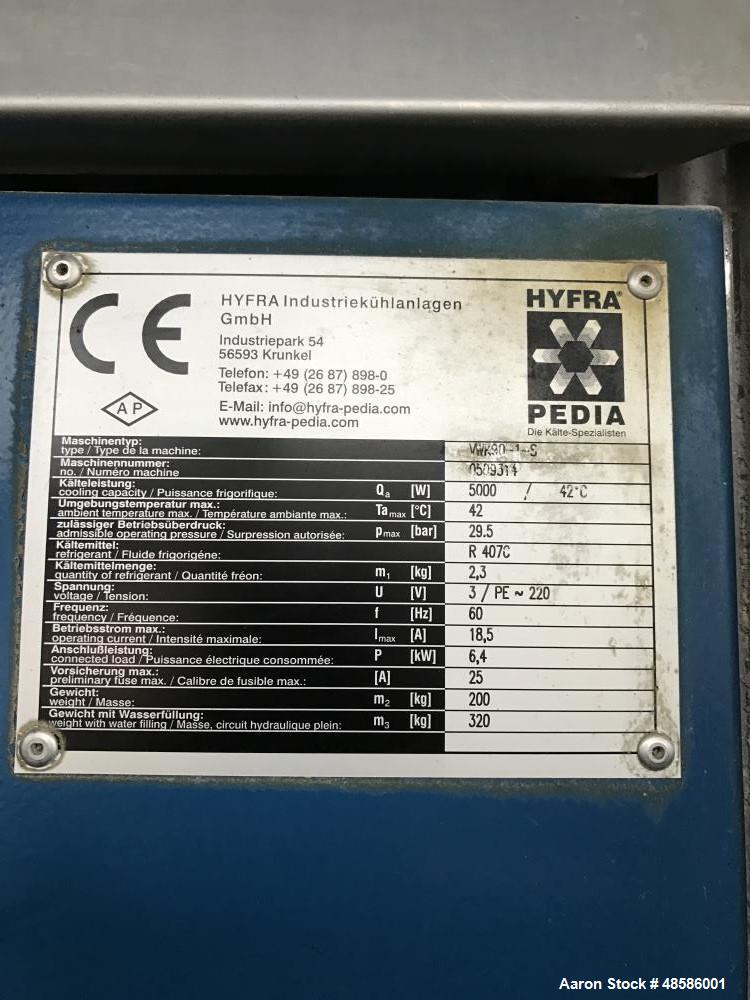 CE
HYFRA Industriekühlanlagen
GmbH
Industriepark 54
56593 Krunkel
Telefon: +49 (26 87) 898-0
Telefax: +49 (26 87) 898-25
E-Mail: info@hyfra-pedia.com
www.hyfra-pedia.com
AP
HYFRA®
PEDIA
Die Kälte-Spezialisten
Maschinentyp:
type / Type de la machine: VWK90-1-S
Maschinennummer:
no. / Numéro machine 0509314
Kälteleistung:
cooling capacity / Puissance frigorifique: Qa [W] 5000 / 42°C
Umgebungstemperatur max.:
ambient temperature max. / Température ambiante max.: Ta max [°C] 42
zulässiger Betriebsüberdruck:
admissible operating pressure / Surpression autorisée: pmax [bar] 29.5
Kältemittel:
refrigerant / Fluide frigorigéne: R 407C
Kältemittelmenge:
quantity of refrigerant / Quantité fréon: m1 [kg] 2,3
Spannung:
voltage / Tension: U [V] 3 / PE ~ 220
Frequenz:
frequency / Fréquence: f [Hz] 60
Betriebsstrom max.:
operating current / Intensité maximale: Imax [A] 18,5
Anschlußleistung:
connected load / Puissance électrique consommée: P [kW] 6,4
Vorsicherung max.:
preliminary fuse max. / Calibre de fusible max.: [A] 25
Gewicht:
weight / Masse: m2 [kg] 200
Gewicht mit Wasserfüllung:
weight with water filling / Masse, circuit hydraulique plein: m3 [kg] 320
Aaron Stock # 48586001